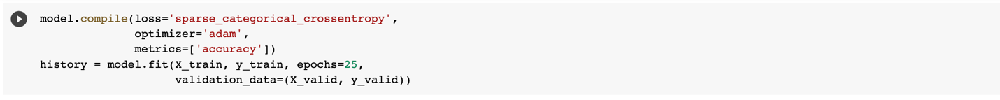 model.compile(loss='sparse_categorical_crossentropy',
              optimizer='adam',
              metrics=['accuracy'])
history = model.fit(X_train, y_train, epochs=25,
                    validation_data=(X_valid, y_valid))